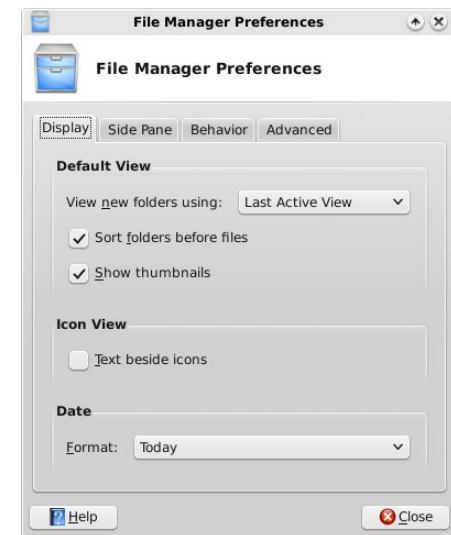 File Manager Preferences
File Manager Preferences
Display Side Pane Behavior Advanced
Default View
View new folders using: Last Active View
Sort folders before files
Show thumbnails
Icon View
Text beside icons
Date
Format: Today
Help Close